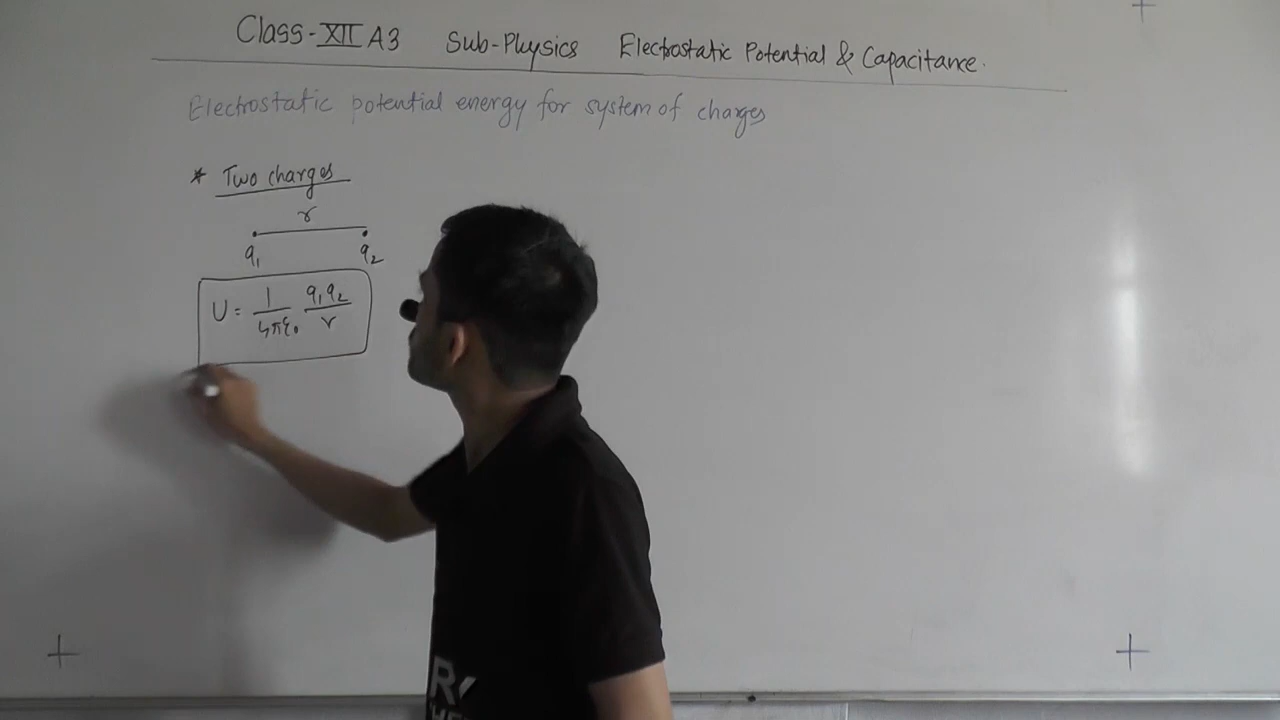 Class-XII A3 Sub-Physics Electrostatic Potential & Capacitance.
Electrostatic potential energy for system of charges
* Two charges
r
q₁ q₂
U = 1/4πε₀ q₁q₂/r